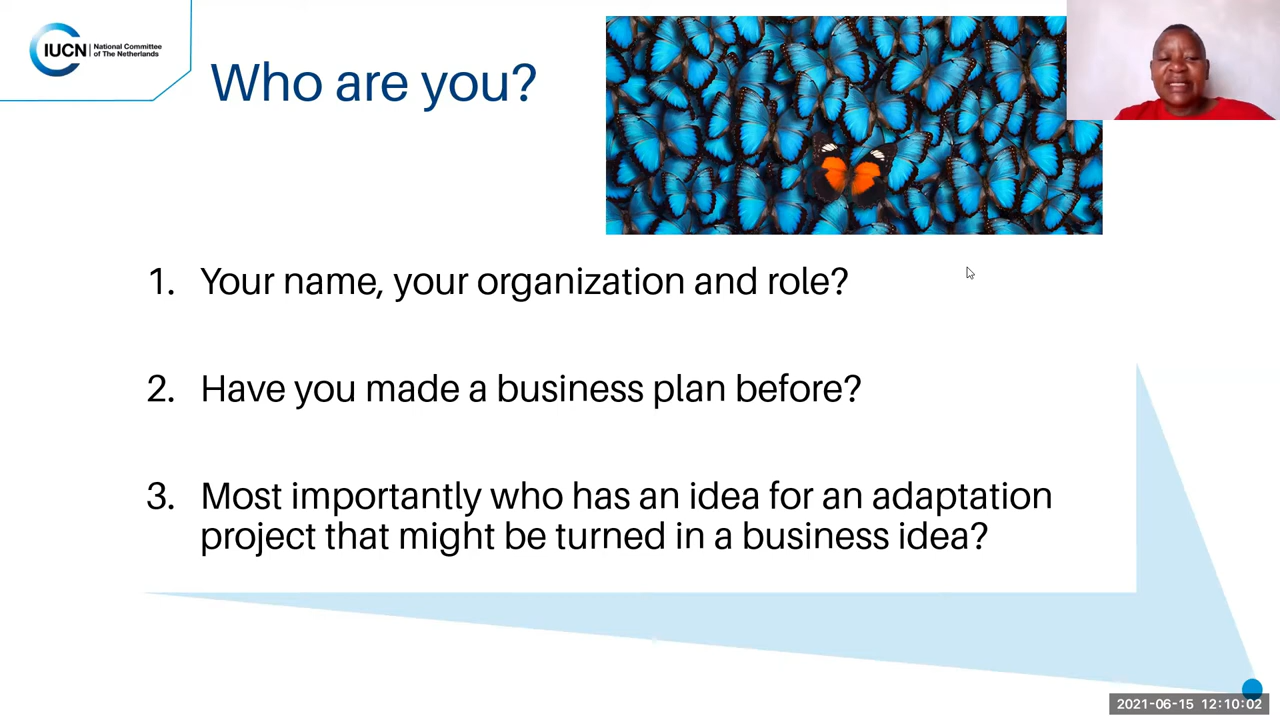 IUCN
National Committee
of The Netherlands
Who are you?
1. Your name, your organization and role?
2. Have you made a business plan before?
3. Most importantly who has an idea for an adaptation
project that might be turned in a business idea?
2021-06-15 12:10:02